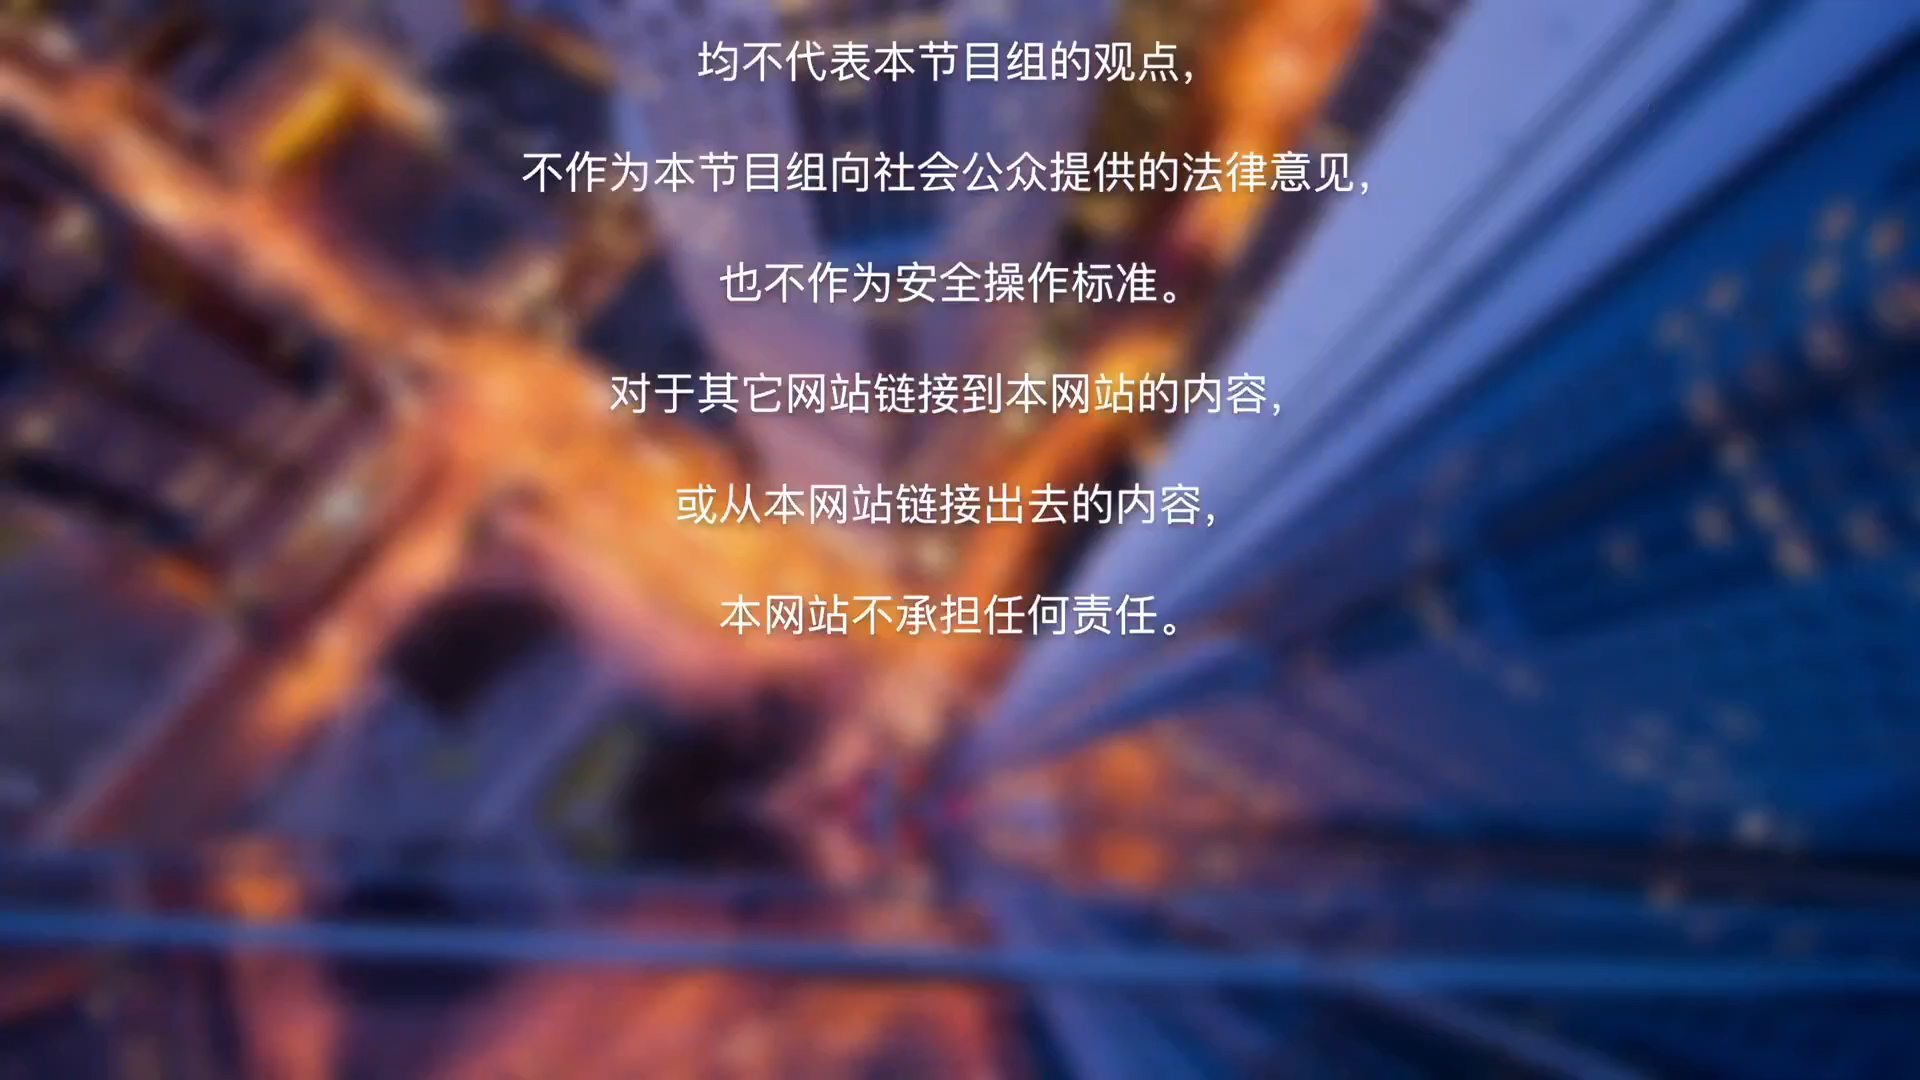 均不代表本节目组的观点，
不作为本节目组向社会公众提供的法律意见，
也不作为安全操作标准。
对于其它网站链接到本网站的内容，
或从本网站链接出去的内容，
本网站不承担任何责任。